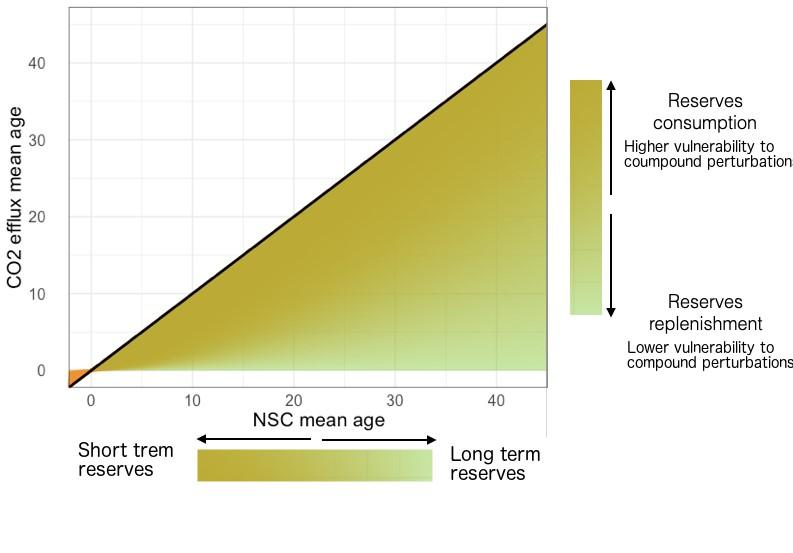 CO2 efflux mean age
40
30
20
10
0
0 10 20 30 40
NSC mean age
Short trem
reserves
Long term
reserves
Reserves
consumption
Higher vulnerability to
coumpound perturbation
Reserves
replenishment
Lower vulnerability to
compound perturbations